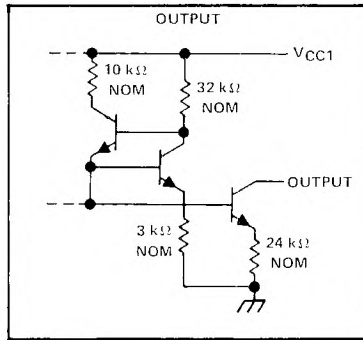 OUTPUT
VCC1
10 kΩ
NOM
32 kΩ
NOM
OUTPUT
3 kΩ
NOM
24 kΩ
NOM